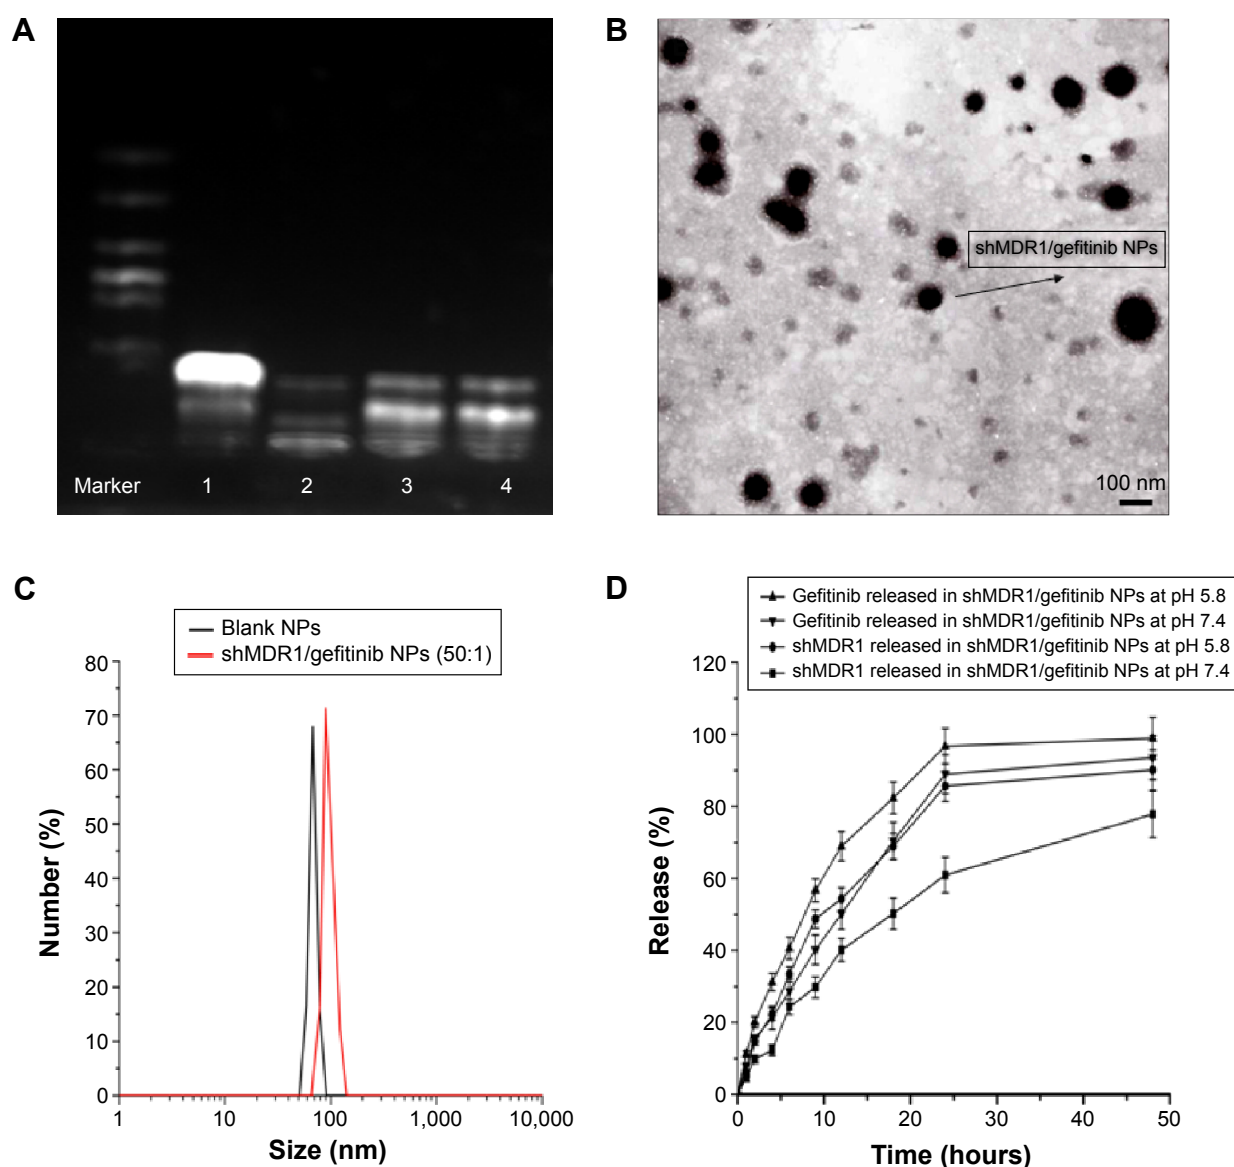 A
Marker 1 2 3 4
B
shMDR1/gefitinib NPs
100 nm
C
Blank NPs
shMDR1/gefitinib NPs (50:1)
80
70
60
50
40
30
20
10
0
Number (%)
1 10 100 1,000 10,000
Size (nm)
D
Gefitinib released in shMDR1/gefitinib NPs at pH 5.8
Gefitinib released in shMDR1/gefitinib NPs at pH 7.4
shMDR1 released in shMDR1/gefitinib NPs at pH 5.8
shMDR1 released in shMDR1/gefitinib NPs at pH 7.4
120
100
80
60
40
20
0
Release (%)
0 10 20 30 40 50
Time (hours)